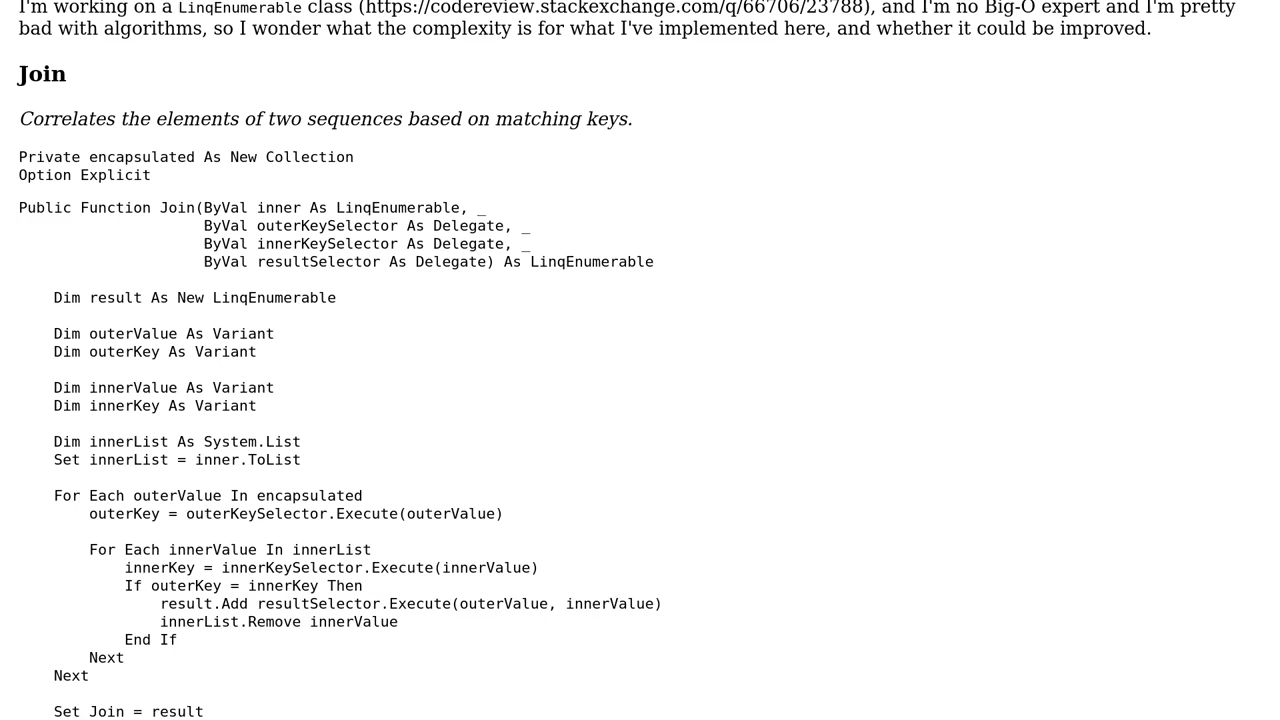 I'm working on a LinqEnumerable class (https://codereview.stackexchange.com/q/66706/23788), and I'm no Big-O expert and I'm pretty
bad with algorithms, so I wonder what the complexity is for what I've implemented here, and whether it could be improved.
Join
Correlates the elements of two sequences based on matching keys.
Private encapsulated As New Collection
Option Explicit
Public Function Join(ByVal inner As LinqEnumerable, _
                     ByVal outerKeySelector As Delegate, _
                     ByVal innerKeySelector As Delegate, _
                     ByVal resultSelector As Delegate) As LinqEnumerable
    Dim result As New LinqEnumerable
    Dim outerValue As Variant
    Dim outerKey As Variant
    Dim innerValue As Variant
    Dim innerKey As Variant
    Dim innerList As System.List
    Set innerList = inner.ToList
    For Each outerValue In encapsulated
        outerKey = outerKeySelector.Execute(outerValue)
        For Each innerValue In innerList
            innerKey = innerKeySelector.Execute(innerValue)
            If outerKey = innerKey Then
                result.Add resultSelector.Execute(outerValue, innerValue)
                innerList.Remove innerValue
            End If
        Next
    Next
    Set Join = result